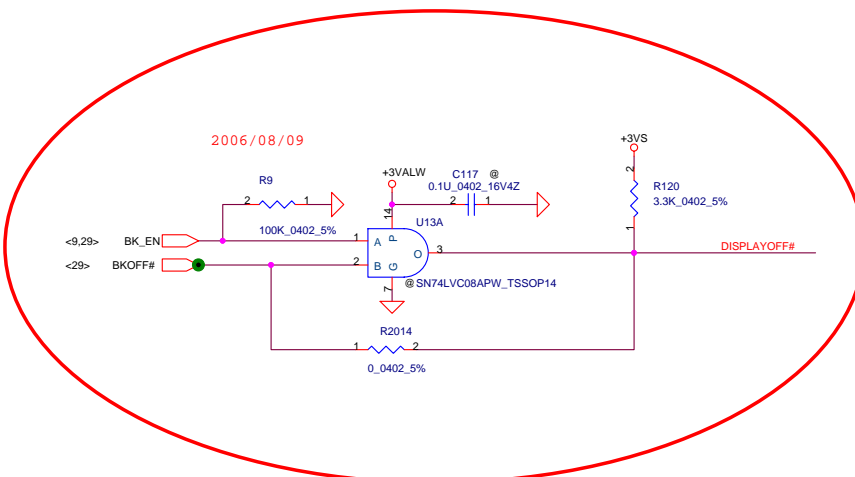 2006/08/09
+3VS
+3VALW
C117 @
0.1U_0402_16V4Z
R9
2
1
2
1
2
R120
3.3K_0402_5%
14
U13A
100K_0402_5%
1
<9,29> BK_EN
1
A
P
O
3
DISPLAYOFF#
<29> BKOFF#
2
B
G
7
@SN74LVC08APW_TSSOP14
R2014
1
2
0_0402_5%